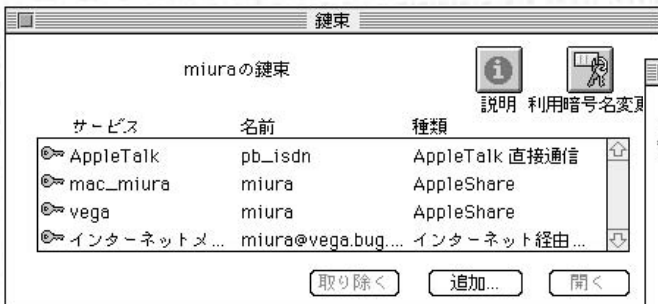 鍵束
miuraの鍵束
説明 利用暗号名変更
サービス 名前 種類
AppleTalk pb_isdn AppleTalk 直接通信
mac_miura miura AppleShare
vega miura AppleShare
インターネットメ... miura@vega.bug.... インターネット経由...
取り除く 追加... 開く